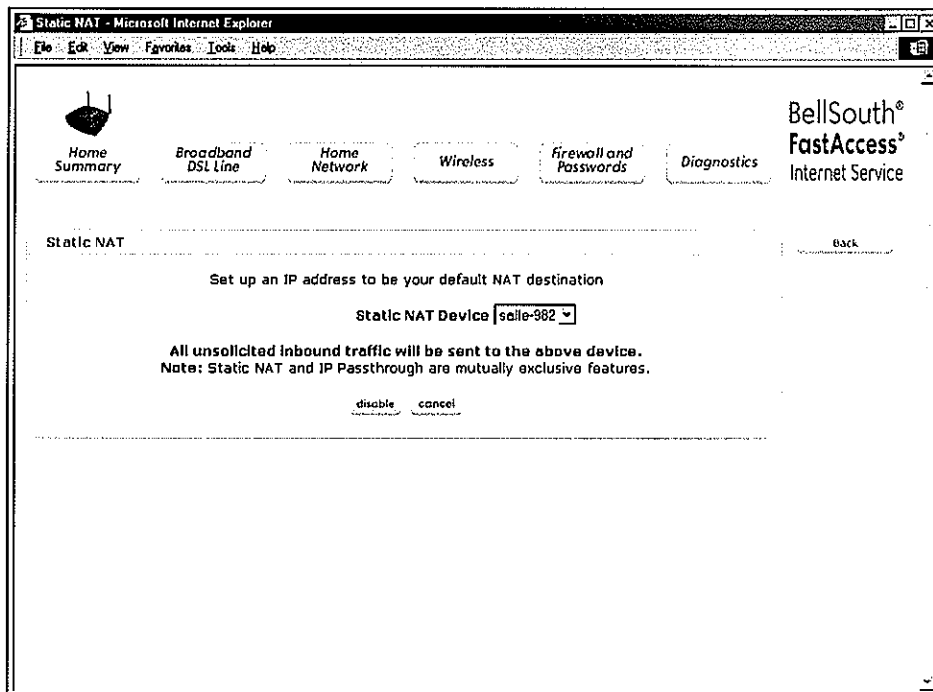 Static NAT - Microsoft Internet Explorer
File Edit View Favorites Tools Help
BellSouth®
FastAccess®
Internet Service
Home
Summary
Broadband
DSL Line
Home
Network
Wireless
Firewall and
Passwords
Diagnostics
Static NAT
Back
Set up an IP address to be your default NAT destination
Static NAT Device
All unsolicited inbound traffic will be sent to the above device.
Note: Static NAT and IP Passthrough are mutually exclusive features.
disable cancel